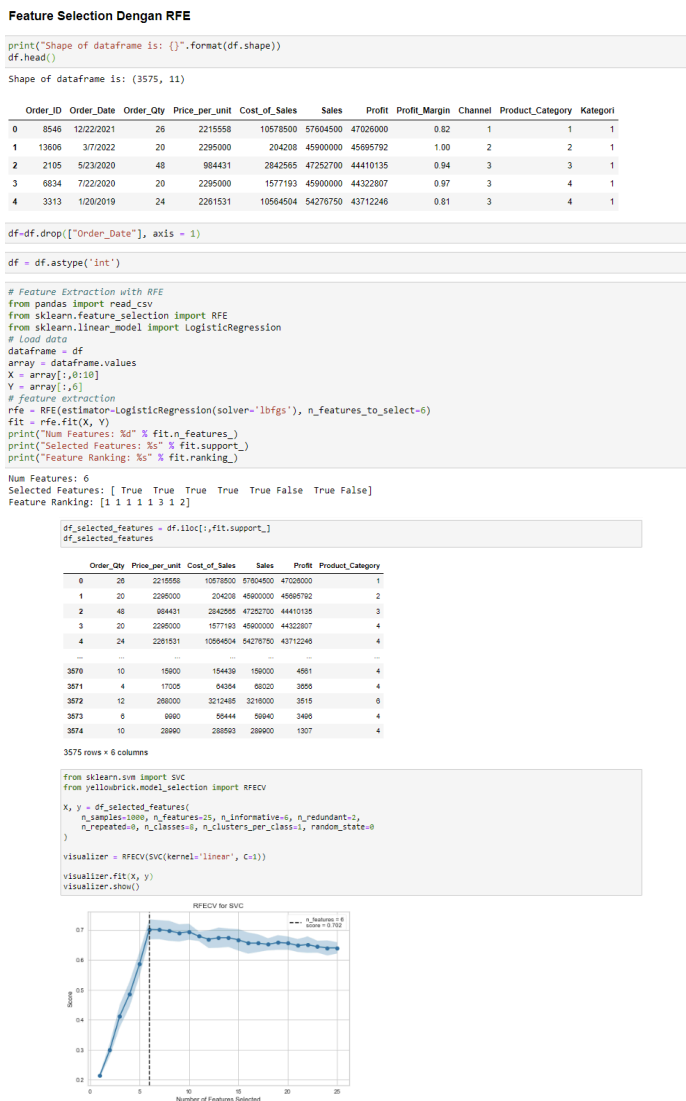 Feature Selection Dengan RFE
print("Shape of dataframe is: {}".format(df.shape))
df.head()
Shape of dataframe is: (3575, 11)
Order_ID Order_Date Order_Qty Price_per_unit Cost_of_Sales Sales Profit Profit_Margin Channel Product_Category Kategori
0 8546 12/22/2021 26 2215558 10578500 57604500 47026000 0.82 1 1 1
1 13606 3/7/2022 20 2295000 204208 45900000 45695792 1.00 2 2 1
2 2105 5/23/2020 48 984431 2842565 47252700 44410135 0.94 3 3 1
3 6834 7/22/2020 20 2295000 1577193 45900000 44322807 0.97 3 4 1
4 3313 1/20/2019 24 2261531 10564504 54276750 43712246 0.81 3 4 1
df=df.drop(["Order_Date"], axis = 1)
df = df.astype('int')
# Feature Extraction with RFE
from pandas import read_csv
from sklearn.feature_selection import RFE
from sklearn.linear_model import LogisticRegression
# Load data
dataframe = df
array = dataframe.values
X = array[:,0:10]
Y = array[:,6]
# feature extraction
rfe = RFE(estimator=LogisticRegression(solver='lbfgs'), n_features_to_select=6)
fit = rfe.fit(X, Y)
print("Num Features: %d" % fit.n_features_)
print("Selected Features: %s" % fit.support_)
print("Feature Ranking: %s" % fit.ranking_)
Num Features: 6
Selected Features: [ True  True  True  True  True False  True False]
Feature Ranking: [1 1 1 1 1 3 1 2]
df_selected_features = df.iloc[:,fit.support_]
df_selected_features
Order_Qty Price_per_unit Cost_of_Sales Sales Profit Product_Category
0 26 2215558 10578500 57604500 47026000 1
1 20 2295000 204208 45900000 45695792 2
2 48 984431 2842565 47252700 44410135 3
3 20 2295000 1577193 45900000 44322807 4
4 24 2261531 10564504 54276750 43712246 4
... ... ... ... ... ... ...
3570 10 15900 154439 159000 4561 4
3571 4 17005 64364 68020 3656 4
3572 12 268000 3212485 3216000 3515 6
3573 6 9990 56444 59940 3496 4
3574 10 28990 288593 289900 1307 4
3575 rows × 6 columns
from sklearn.svm import SVC
from yellowbrick.model_selection import RFECV
X, y = df_selected_features(
n_samples=1000, n_features=25, n_informative=6, n_redundant=2,
n_repeated=0, n_classes=8, n_clusters_per_class=1, random_state=0
)
visualizer = RFECV(SVC(kernel='linear', C=1))
visualizer.fit(X, y)
visualizer.show()
RFECV for SVC
n_features = 6
score = 0.702
0.7
0.6
0.5
0.4
0.3
0.2
Score
0 5 10 15 20 25
Number of Features Selected